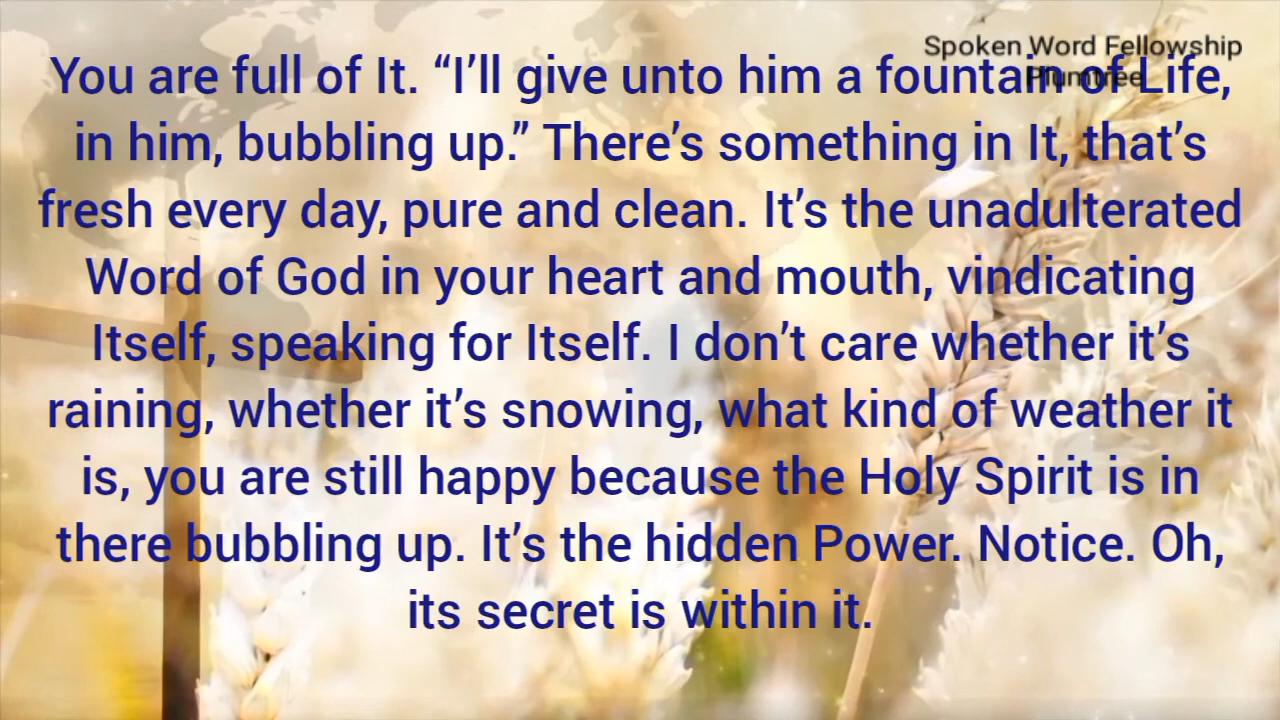 Spoken Word Fellowship
Plumtree
You are full of It. “I’ll give unto him a fountain of Life,
in him, bubbling up.” There’s something in It, that’s
fresh every day, pure and clean. It’s the unadulterated
Word of God in your heart and mouth, vindicating
Itself, speaking for Itself. I don’t care whether it’s
raining, whether it’s snowing, what kind of weather it
is, you are still happy because the Holy Spirit is in
there bubbling up. It’s the hidden Power. Notice. Oh,
its secret is within it.